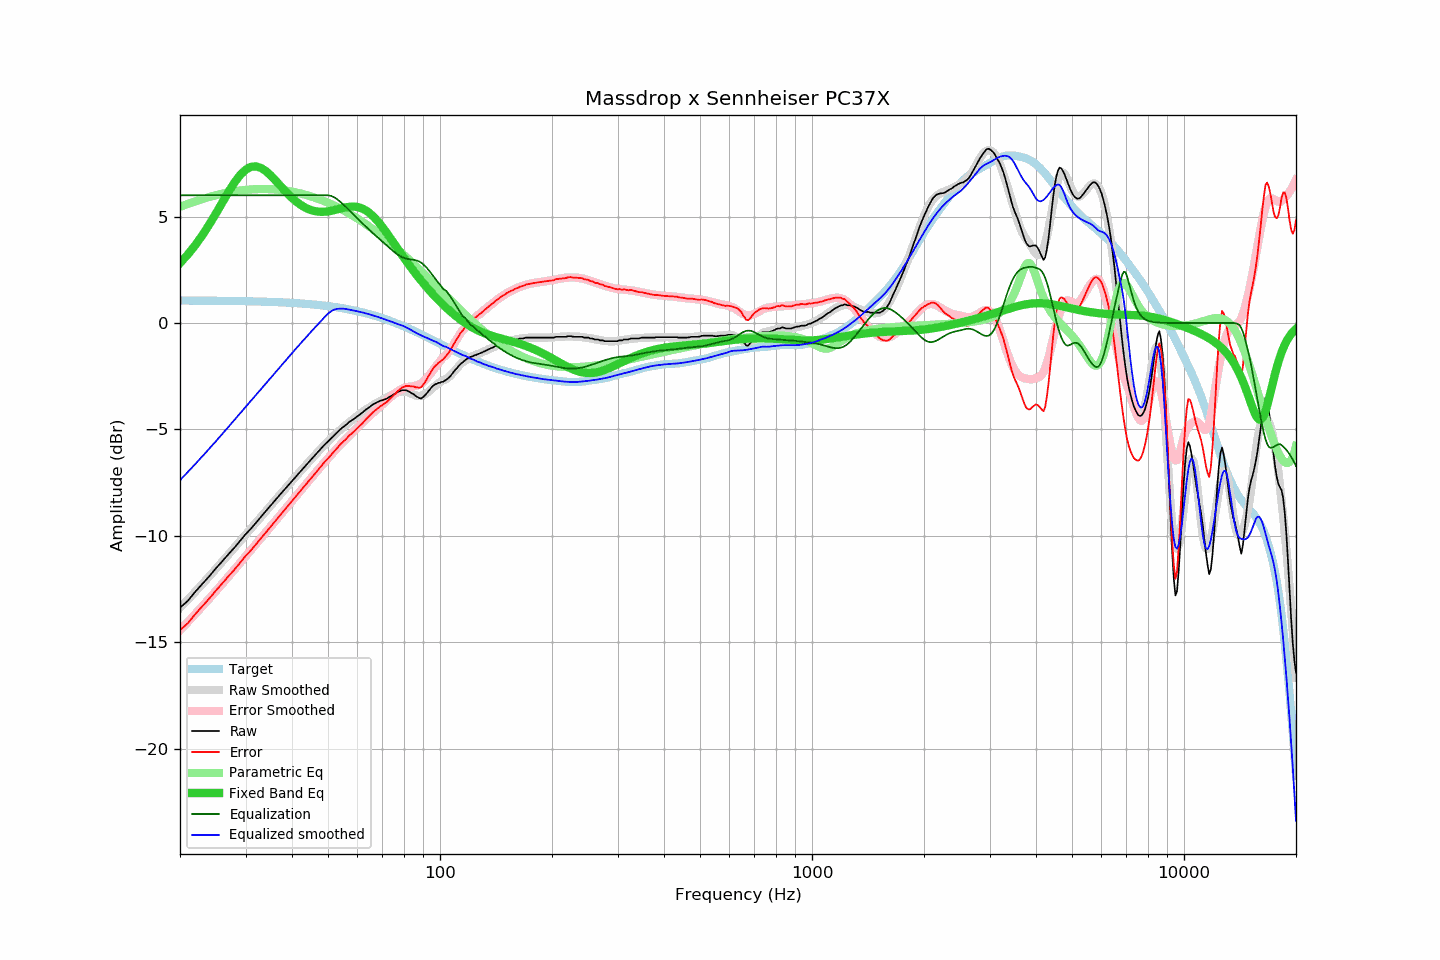 Massdrop x Sennheiser PC37X
Amplitude (dBr)
5
0
−5
−10
−15
−20
Target
Raw Smoothed
Error Smoothed
Raw
Error
Parametric Eq
Fixed Band Eq
Equalization
Equalized smoothed
100
1000
10000
Frequency (Hz)